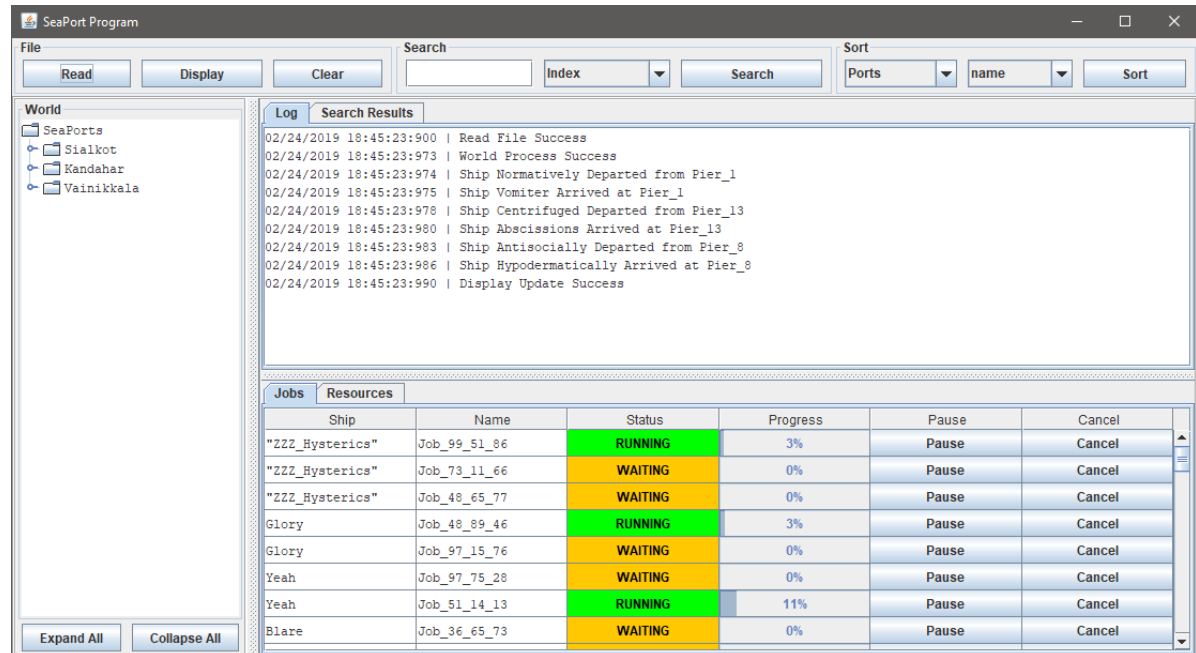 SeaPort Program
File Search Sort
Read Display Clear Index Search Ports name Sort
World
SeaPorts
Sialkot
Kandahar
Vainikkala
Expand All Collapse All
Log Search Results
02/24/2019 18:45:23:900 | Read File Success
02/24/2019 18:45:23:973 | World Process Success
02/24/2019 18:45:23:974 | Ship Normatively Departed from Pier_1
02/24/2019 18:45:23:975 | Ship Vomiter Arrived at Pier_1
02/24/2019 18:45:23:978 | Ship Centrifuged Departed from Pier_13
02/24/2019 18:45:23:980 | Ship Abscissions Arrived at Pier_13
02/24/2019 18:45:23:983 | Ship Antisocially Departed from Pier_8
02/24/2019 18:45:23:986 | Ship Hypodermatically Arrived at Pier_8
02/24/2019 18:45:23:990 | Display Update Success
Jobs Resources
Ship Name Status Progress Pause Cancel
"ZZZ_Hysterics" Job_99_51_86 RUNNING 3% Pause Cancel
"ZZZ_Hysterics" Job_73_11_66 WAITING 0% Pause Cancel
"ZZZ_Hysterics" Job_48_65_77 WAITING 0% Pause Cancel
Glory Job_48_89_46 RUNNING 3% Pause Cancel
Glory Job_97_15_76 WAITING 0% Pause Cancel
Yeah Job_97_75_28 WAITING 0% Pause Cancel
Yeah Job_51_14_13 RUNNING 11% Pause Cancel
Blare Job_36_65_73 WAITING 0% Pause Cancel